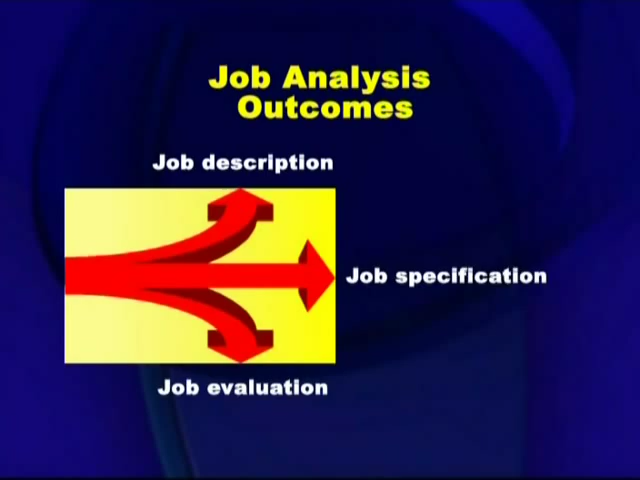 Job Analysis
Outcomes
Job description
Job specification
Job evaluation